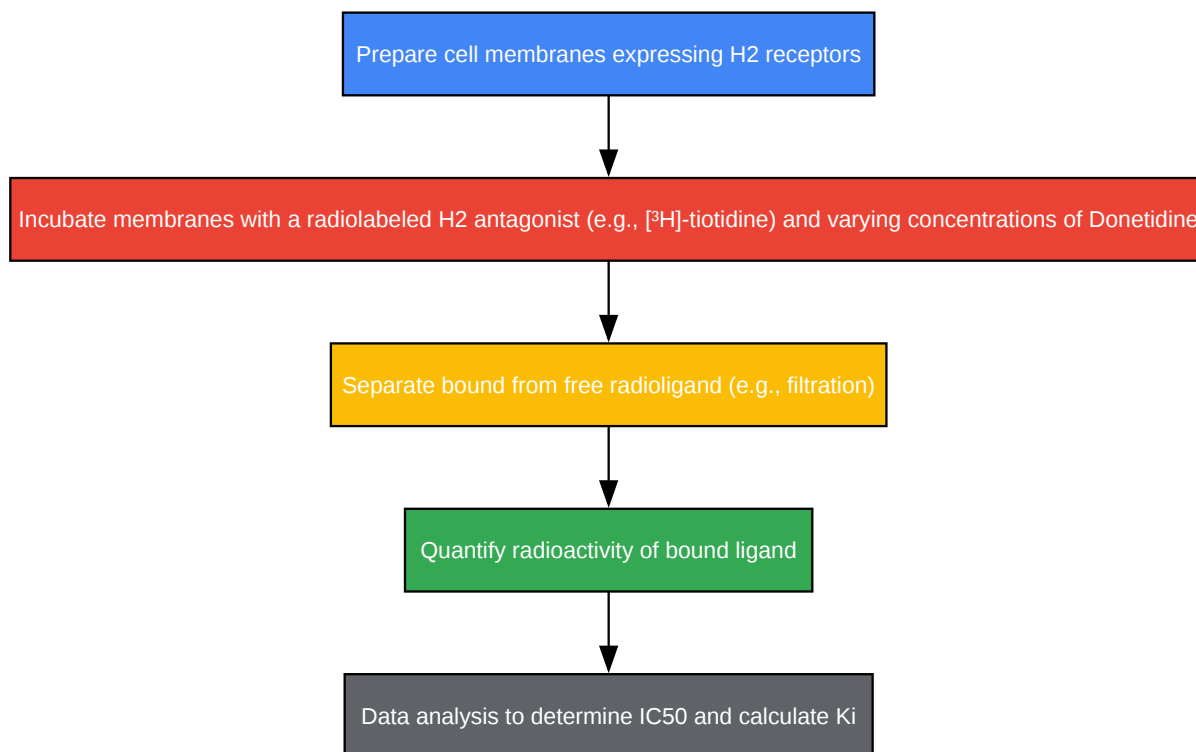 Prepare cell membranes expressing H2 receptors
Incubate membranes with a radiolabeled H2 antagonist (e.g., [³H]-tiotidine) and varying concentrations of Donetidine
Separate bound from free radioligand (e.g., filtration)
Quantify radioactivity of bound ligand
Data analysis to determine IC50 and calculate Ki